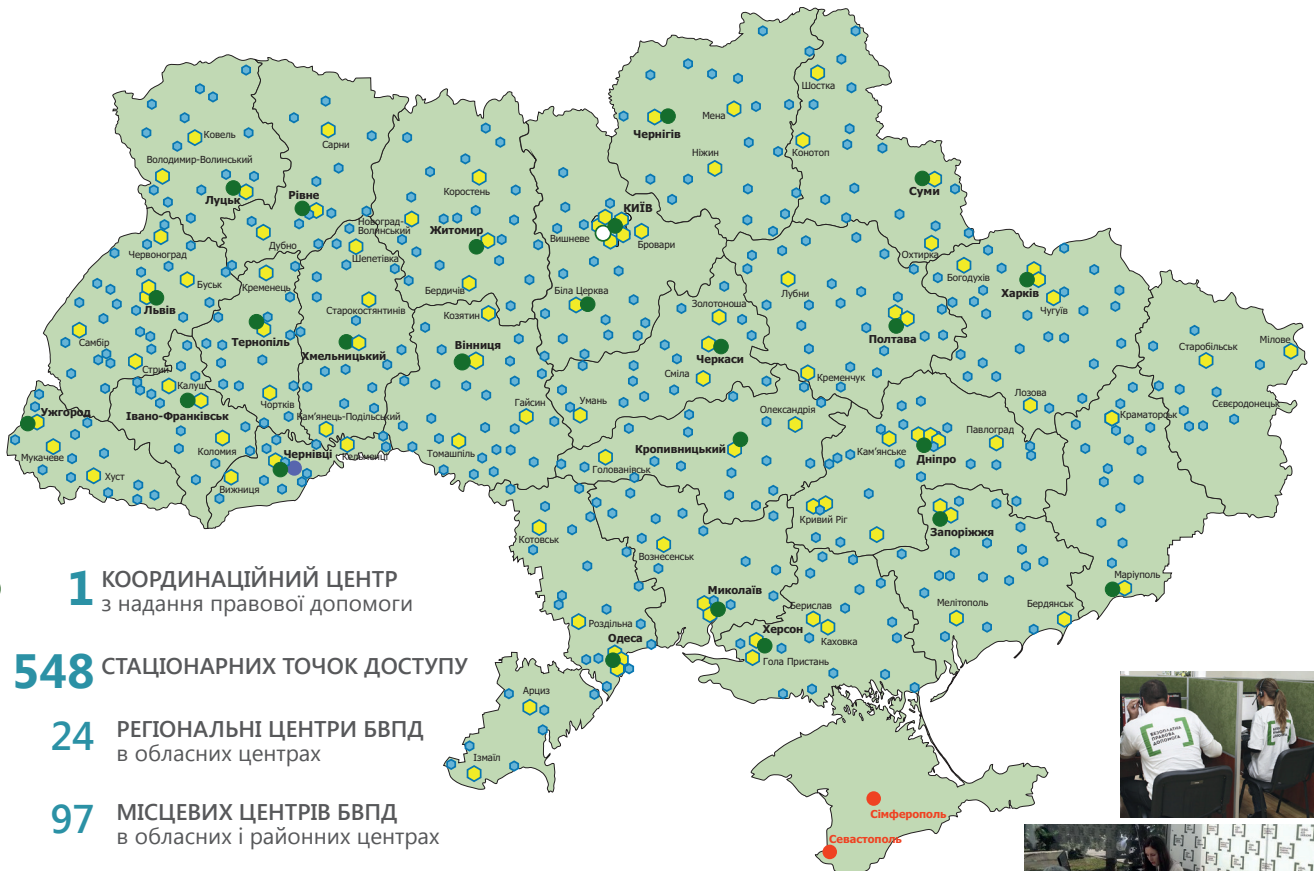 Шостка
Мена
Чернігів
Ковель
Сарни
Конотоп
Ніжин
Володимир-Волинський
Коростень
Суми
Луцьк
Рівне
КИЇВ
Новоград-
Волинський
Житомир
Вишневе
Бровари
Дубно
Шепетівка
Охтирка
Червоноград
Богодухів
Буськ
Кременець
Бердичів
Біла Церква
Лубни
Харків
Львів
Старокостянтинів
Козятин
Золотоноша
Чугуїв
Самбір
Тернопіль
Хмельницький
Вінниця
Черкаси
Полтава
Мілове
Старобільськ
Стрий
Калуш
Сміла
Кременчук
Лозова
Чортків
Гайсин
Умань
Олександрія
Сєвєродонецьк
Ужгород
Івано-Франківськ
Кам’янець-Подільський
Краматорськ
Павлоград
Мукачеве
Коломия
Чернівці
Кельменці
Томашпіль
Кропивницький
Кам’янське
Дніпро
Голованівськ
Хуст
Вижниця
Кривий Ріг
Запоріжжя
Котовськ
Вознесенськ
Маріуполь
Миколаїв
Берислав
Мелітополь
Бердянськ
Роздільна
Херсон
Каховка
Одеса
Гола Пристань
Арциз
Ізмаїл
Сімферополь
Севастополь
1 КООРДИНАЦІЙНИЙ ЦЕНТР
з надання правової допомоги
548 СТАЦІОНАРНИХ ТОЧОК ДОСТУПУ
24 РЕГІОНАЛЬНІ ЦЕНТРИ БВПД
в обласних центрах
97 МІСЦЕВИХ ЦЕНТРІВ БВПД
в обласних і районних центрах
БЕЗОПЛАТНА
ПРАВОВА
ДОПОМОГА